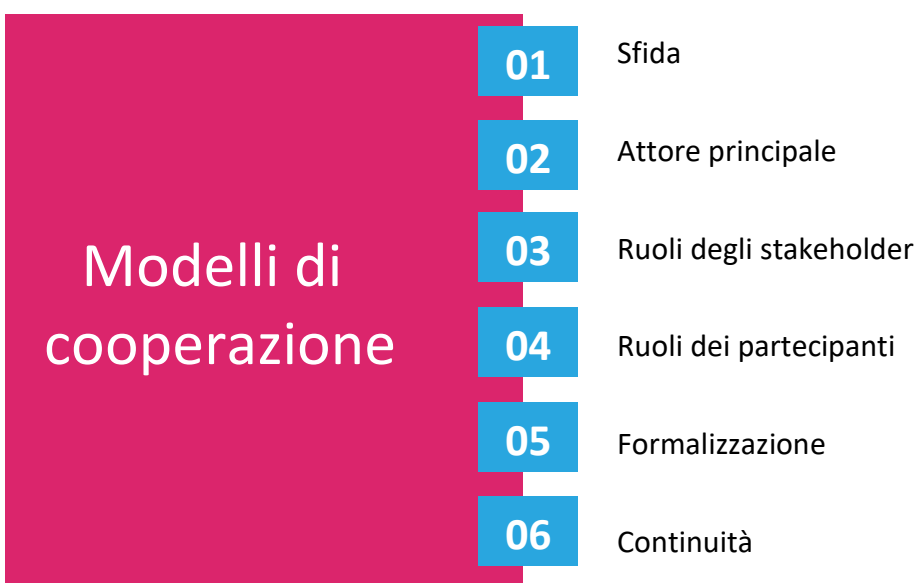 Modelli di
cooperazione
01 Sfida
02 Attore principale
03 Ruoli degli stakeholder
04 Ruoli dei partecipanti
05 Formalizzazione
06 Continuità